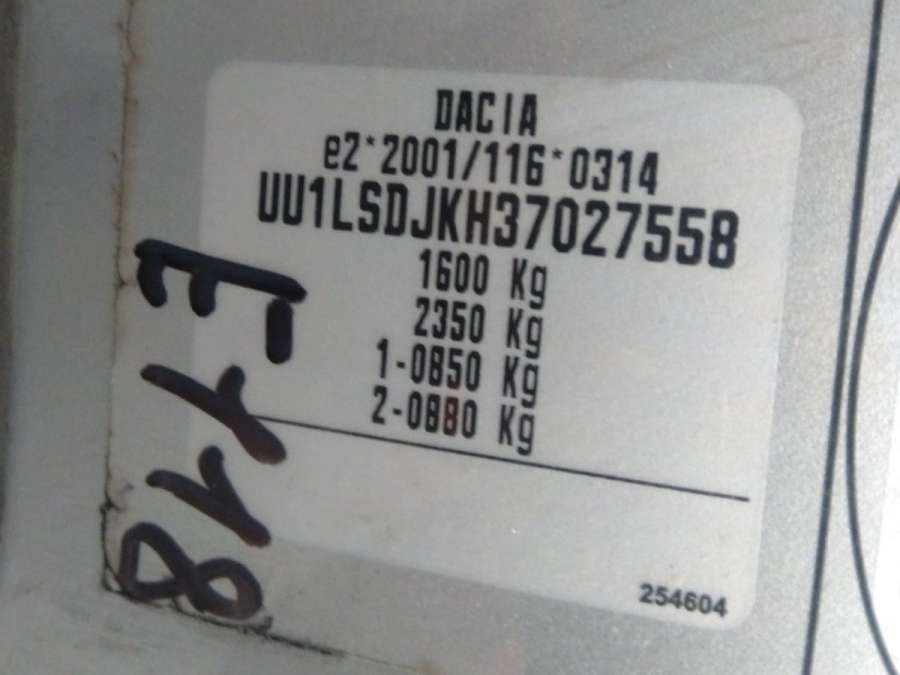 DACIA
e2*2001/116*0314
UU1LSDJKH37027558
1600 Kg
2350 Kg
1-0850 Kg
2-0880 Kg
254604